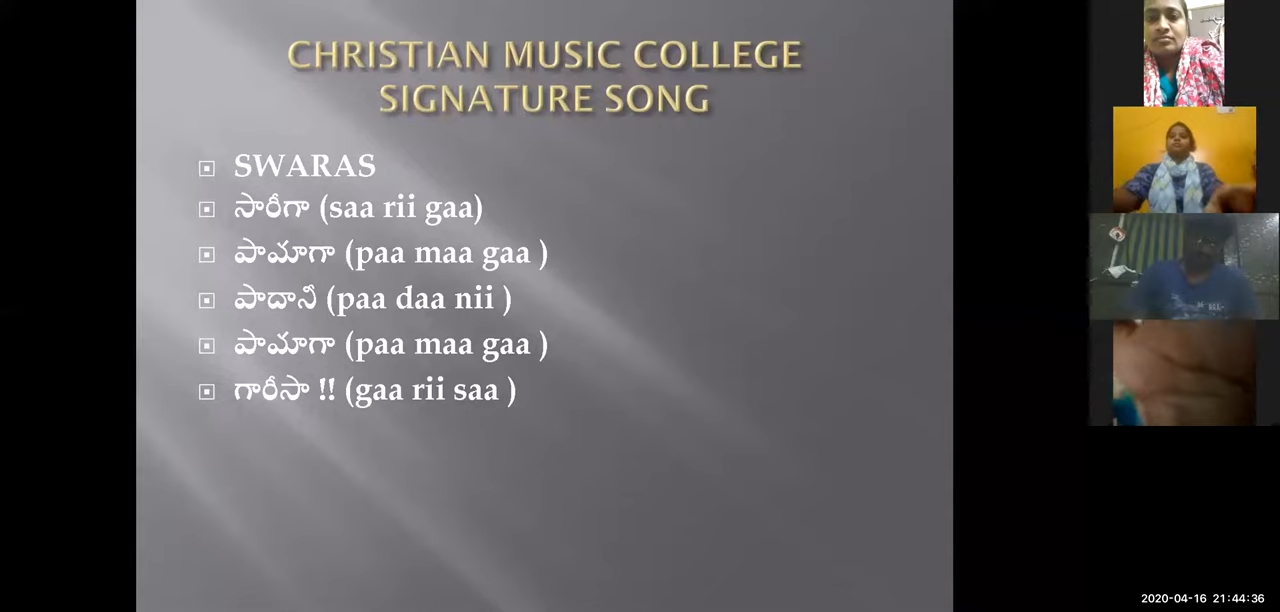 CHRISTIAN MUSIC COLLEGE
SIGNATURE SONG
SWARAS
సారీగా (saa rii gaa)
పామాగా (paa maa gaa )
పాదానీ (paa daa nii )
పామాగా (paa maa gaa )
గారీసా !! (gaa rii saa )
2020-04-16 21:44:36